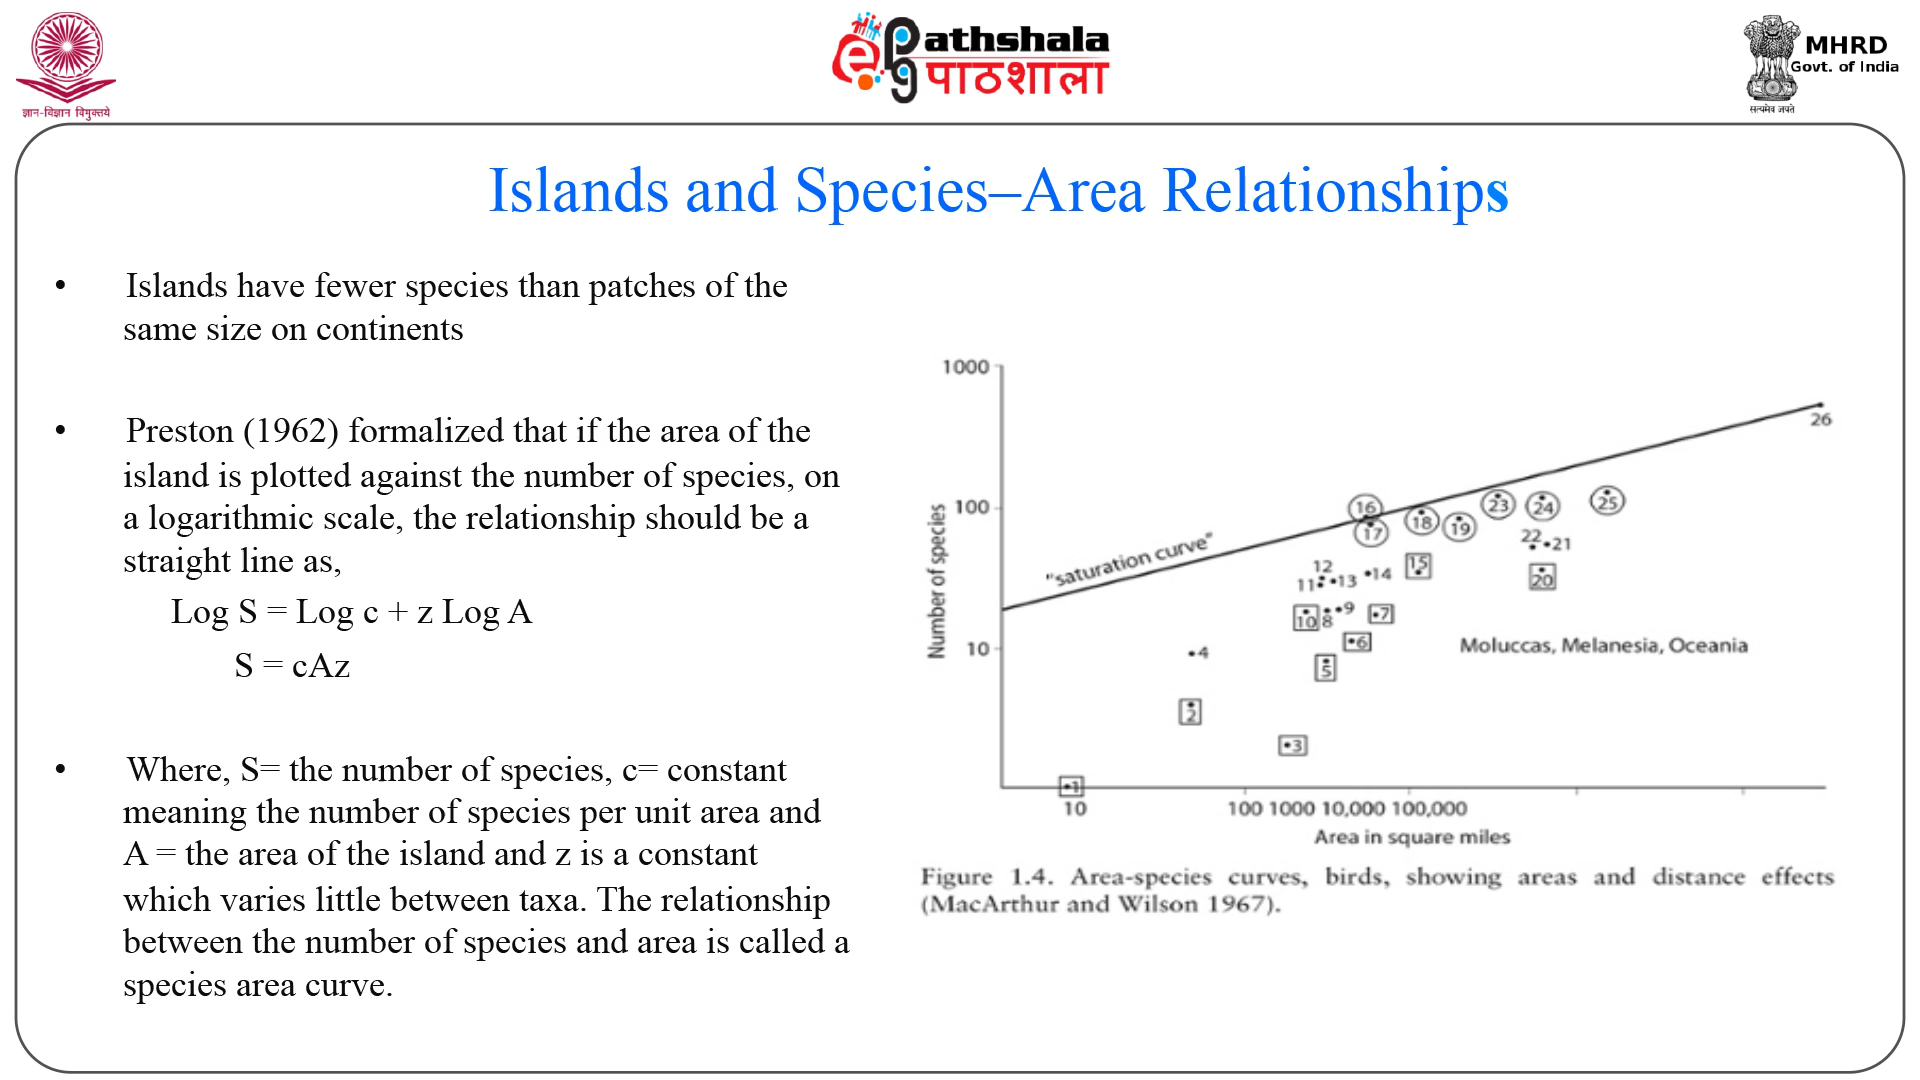 ज्ञान-विज्ञान विमुक्तये
ePg
athshala
पाठशाला
MHRD
Govt. of India
सत्यमेव जयते
Islands and Species–Area Relationships
• Islands have fewer species than patches of the
same size on continents
• Preston (1962) formalized that if the area of the
island is plotted against the number of species, on
a logarithmic scale, the relationship should be a
straight line as,
Log S = Log c + z Log A
S = cAz
• Where, S= the number of species, c= constant
meaning the number of species per unit area and
A = the area of the island and z is a constant
which varies little between taxa. The relationship
between the number of species and area is called a
species area curve.
1000
100
10
Number of species
"saturation curve"
26
16
17
18
19
23
24
25
22
21
20
12
11
13
14
15
10
8
9
7
6
5
4
2
3
1
Moluccas, Melanesia, Oceania
10 100 1000 10,000 100,000
Area in square miles
Figure 1.4. Area-species curves, birds, showing areas and distance effects
(MacArthur and Wilson 1967).